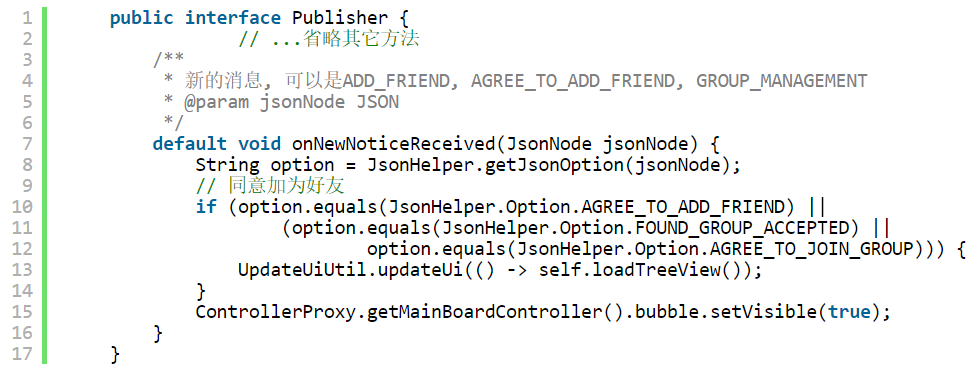 1 public interface Publisher {
2 // ...省略其它方法
3 /**
4 * 新的消息, 可以是ADD_FRIEND, AGREE_TO_ADD_FRIEND, GROUP_MANAGEMENT
5 * @param jsonNode JSON
6 */
7 default void onNewNoticeReceived(JsonNode jsonNode) {
8 String option = JsonHelper.getJsonOption(jsonNode);
9 // 同意加为好友
10 if (option.equals(JsonHelper.Option.AGREE_TO_ADD_FRIEND) ||
11 (option.equals(JsonHelper.Option.FOUND_GROUP_ACCEPTED) ||
12 option.equals(JsonHelper.Option.AGREE_TO_JOIN_GROUP))) {
13 UpdateUiUtil.updateUi(() -> self.loadTreeView());
14 }
15 ControllerProxy.getMainBoardController().bubble.setVisible(true);
16 }
17 }